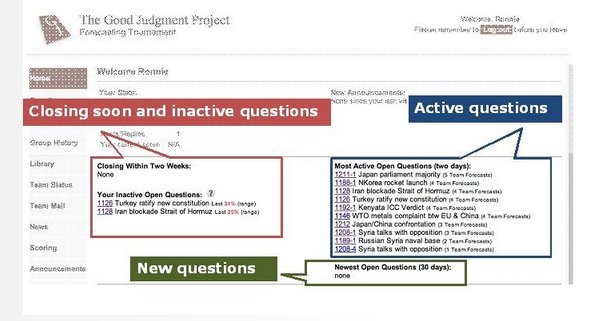 The Good Judgment Project
Forecasting Tournament
Welcome, Ronnie
Please remember to Logout before you leave
Home
Welcome Ronnie
Your Stats:
New Announcements:
None since your last
Closing soon and inactive questions
Active questions
Replies 1
N/A
Group History
Library
Team Status
Team Mail
News
Scoring
Announcements
Closing Within Two Weeks:
None
Your Inactive Open Questions: ?
1126 Turkey ratify new constitution Last 34% (range)
1128 Iran blockade Strait of Hormuz Last 20% (range)
Most Active Open Questions (two days):
1211-1 Japan parliament majority (5 Team Forecasts)
1188-1 NKorea rocket launch (4 Team Forecasts)
1128 Iran blockade Strait of Hormuz (4 Team Forecasts)
1126 Turkey ratify new constitution (4 Team Forecasts)
1192-1 Kenyata ICC Verdict (4 Team Forecasts)
1146 WTO metals complaint btw EU & China (4 Team Forecasts)
1212 Japan/China confrontation (3 Team Forecasts)
1208-1 Syria talks with opposition (3 Team Forecasts)
1189-1 Russian Syria naval base (2 Team Forecasts)
1208-4 Syria talks with opposition (1 Team Forecasts)
New questions
Newest Open Questions (30 days):
none